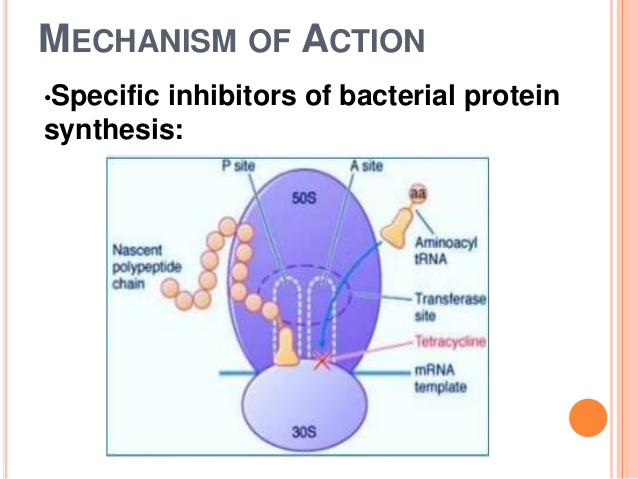 MECHANISM OF ACTION
•Specific inhibitors of bacterial protein
synthesis:
P site
A site
50S
aa
Nascent
polypeptide
chain
Aminoacyl
tRNA
Transferase
site
Tetracycline
mRNA
template
30S